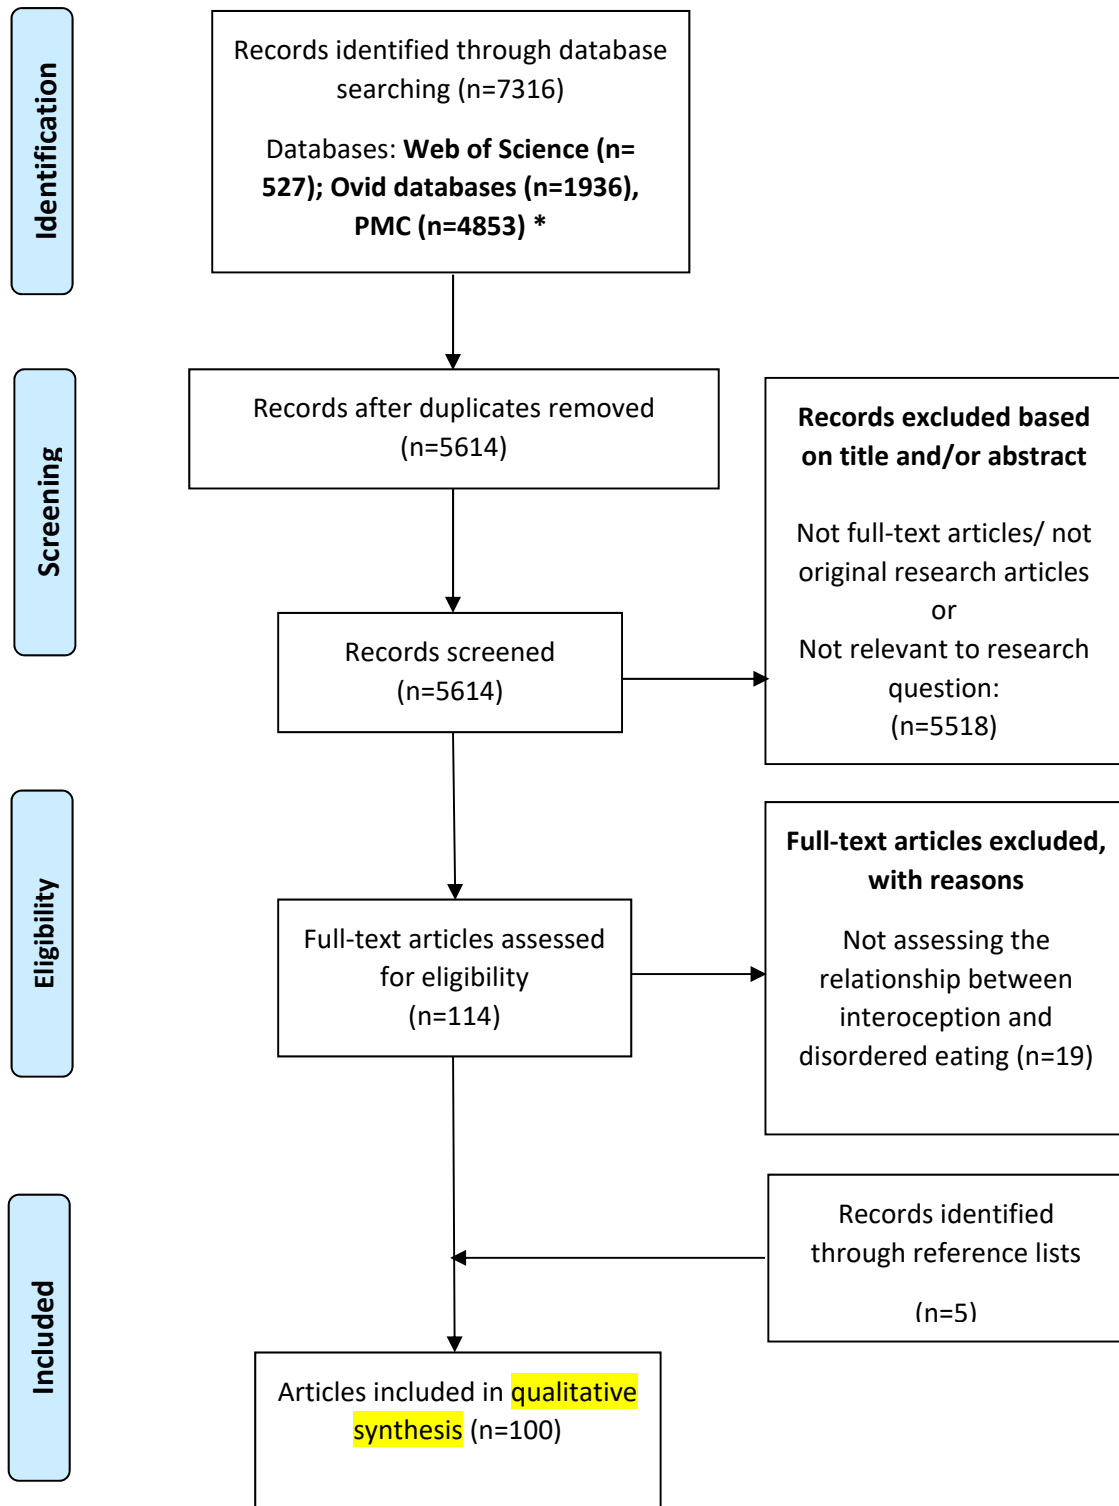 Identification
Records identified through database
searching (n=7316)
Databases: Web of Science (n=
527); Ovid databases (n=1936),
PMC (n=4853) *
Screening
Records after duplicates removed
(n=5614)
Records excluded based
on title and/or abstract
Not full-text articles/ not
original research articles
or
Not relevant to research
question:
(n=5518)
Records screened
(n=5614)
Eligibility
Full-text articles assessed
for eligibility
(n=114)
Full-text articles excluded,
with reasons
Not assessing the
relationship between
interoception and
disordered eating (n=19)
Included
Records identified
through reference lists
(n=5)
Articles included in qualitative
synthesis (n=100)